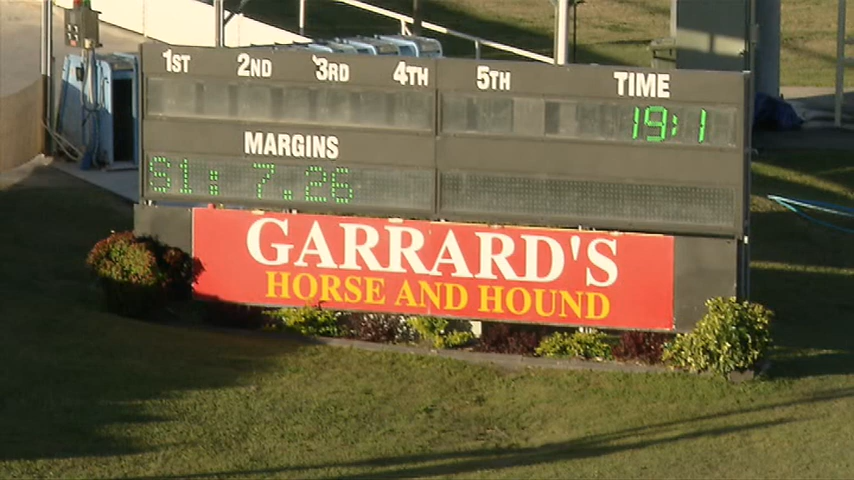 1ST 2ND 3RD 4TH 5TH TIME
19:1
MARGINS
S1: 7.26
GARRARD'S
HORSE AND HOUND